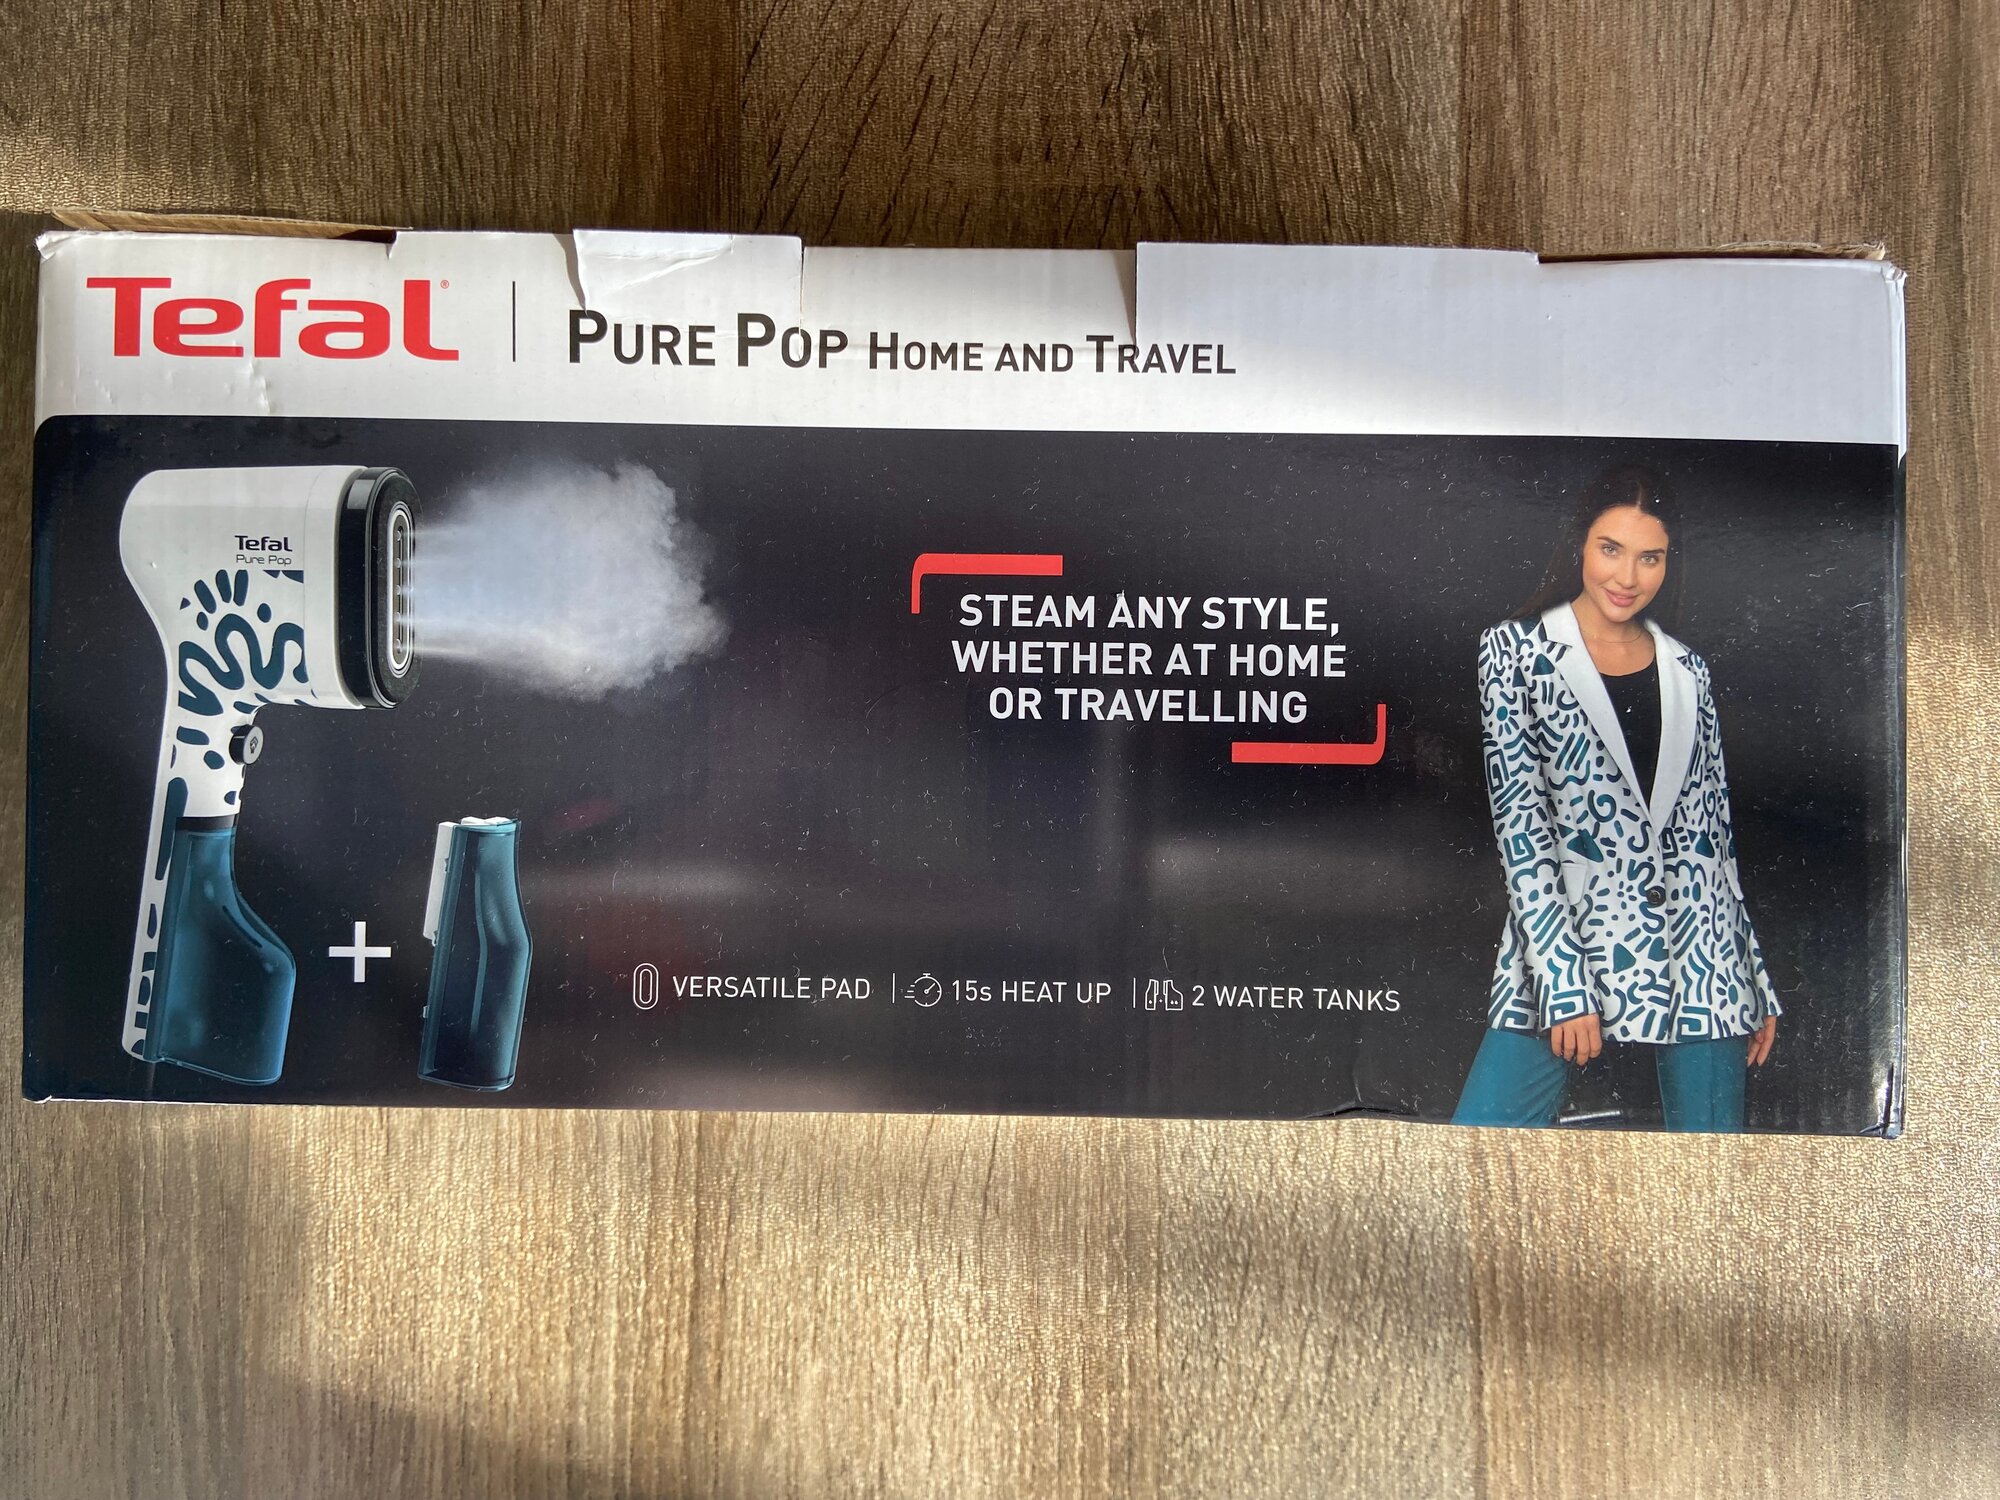 Tefal® | PURE POP HOME AND TRAVEL
Tefal
Pure Pop
STEAM ANY STYLE,
WHETHER AT HOME
OR TRAVELLING
VERSATILE PAD | 15s HEAT UP | 2 WATER TANKS